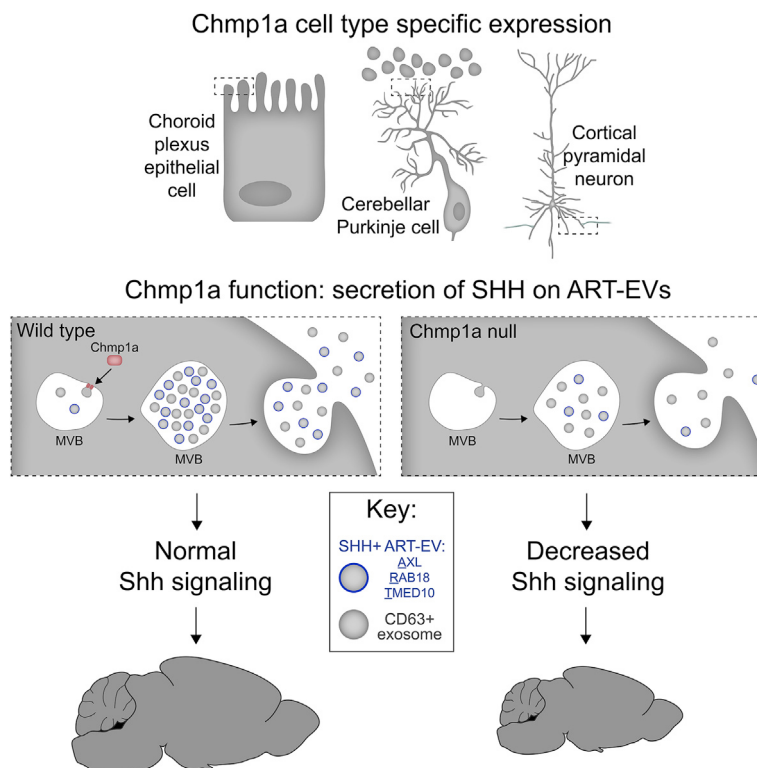 Chmp1a cell type specific expression
Choroid
plexus
epithelial
cell
Cerebellar
Purkinje cell
Cortical
pyramidal
neuron
Chmp1a function: secretion of SHH on ART-EVs
Wild type
Chmp1a
MVB
MVB
Chmp1a null
MVB
MVB
Normal
Shh signaling
Key:
SHH+ ART-EV:
AXL
RAB18
TMED10
CD63+
exosome
Decreased
Shh signaling